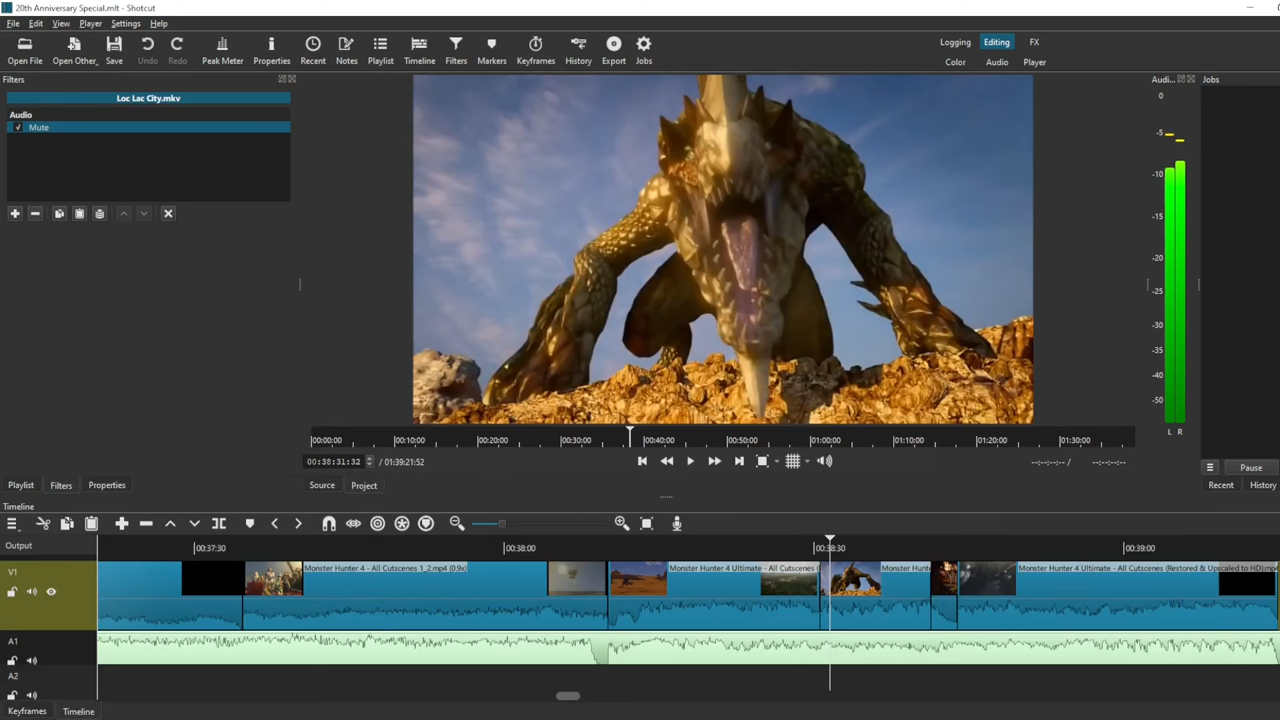 20th Anniversary Special.mlt - Shotcut
File Edit View Player Settings Help
Open File Open Other.. Save Undo Redo Peak Meter Properties Recent Notes Playlist Timeline Filters Markers Keyframes History Export Jobs
Logging Editing FX
Color Audio Player
Filters
Loc Lac City.mkv
Audio
Mute
Audi...
Jobs
0
-5
-10
-15
-20
-25
-30
-35
-40
-50
L R
00:00:00 00:10:00 00:20:00 00:30:00 00:40:00 00:50:00 01:00:00 01:10:00 01:20:00 01:30:00
00:38:31:32 / 01:39:21:52
--:--:--:-- / --:--:--:--
Pause
Playlist Filters Properties
Source Project
Recent History
Timeline
Output
00:37:30 00:38:00 00:38:30 00:39:00
V1
Monster Hunter 4 - All Cutscenes 1_2.mp4 (0.9x)
Monster Hunter 4 Ultimate - All Cutscenes (
Monster Hunt
Monster Hunter 4 Ultimate - All Cutscenes (Restored & Upscaled to HD).mp
A1
A2
Keyframes Timeline